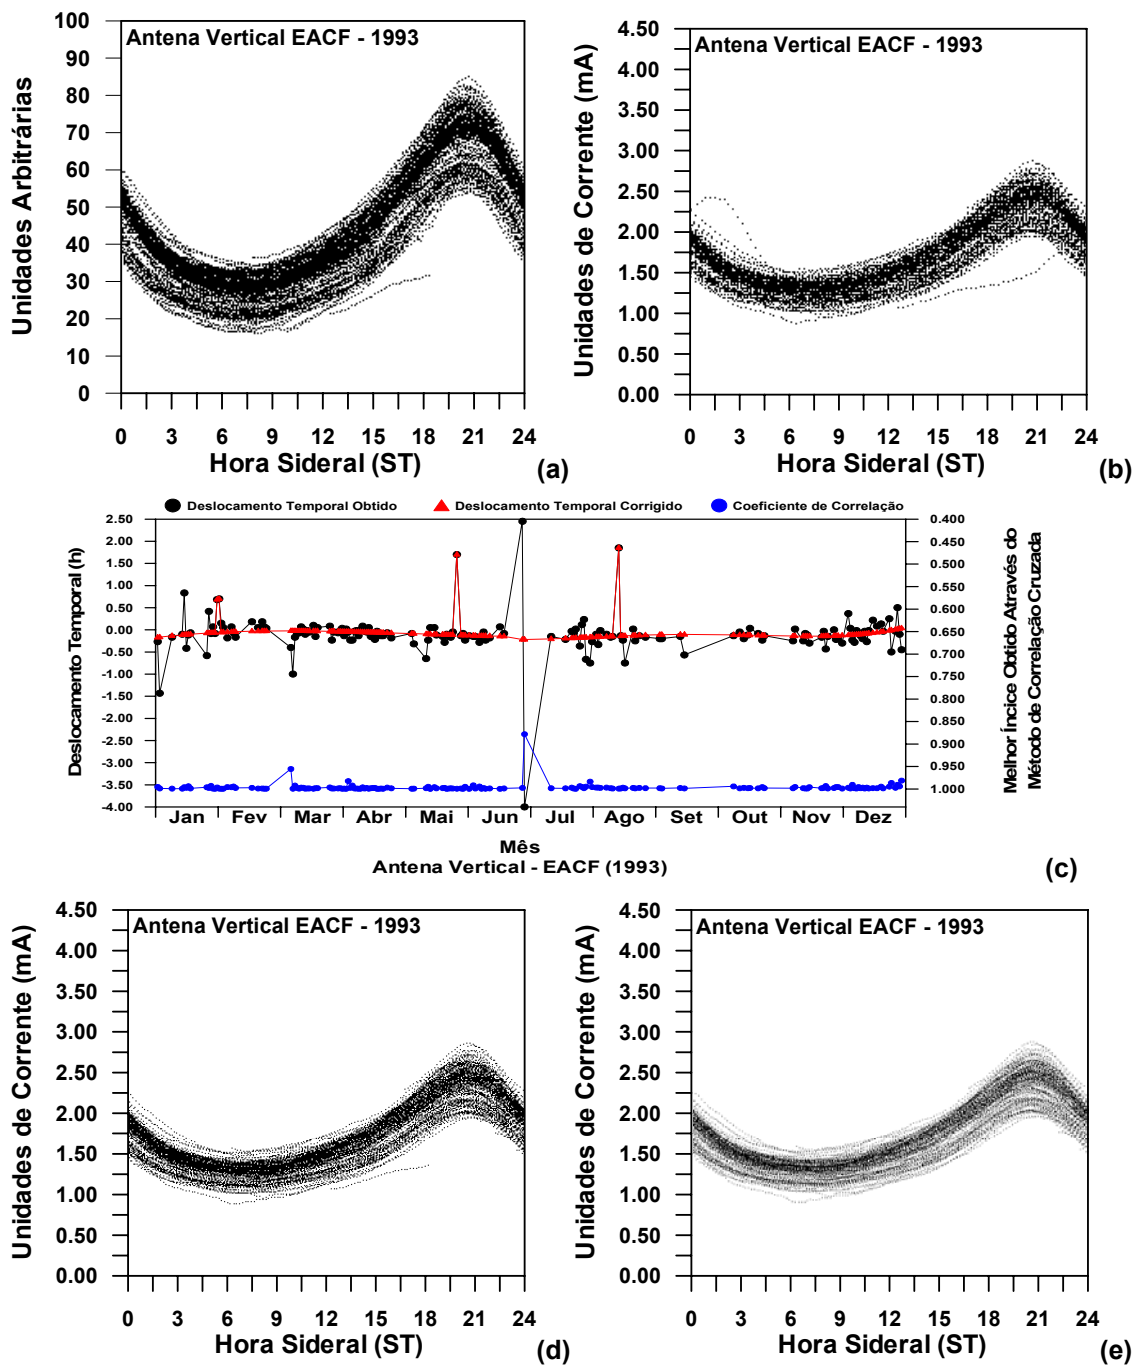 Antena Vertical EACF - 1993
Unidades Arbitrárias
100
90
80
70
60
50
40
30
20
10
0
0 3 6 9 12 15 18 21 24
Hora Sideral (ST)
(a)
Antena Vertical EACF - 1993
Unidades de Corrente (mA)
4.50
4.00
3.50
3.00
2.50
2.00
1.50
1.00
0.50
0.00
0 3 6 9 12 15 18 21 24
Hora Sideral (ST)
(b)
Deslocamento Temporal Obtido
Deslocamento Temporal Corrigido
Coeficiente de Correlação
Deslocamento Temporal (h)
2.50
2.00
1.50
1.00
0.50
0.00
-0.50
-1.00
-1.50
-2.00
-2.50
-3.00
-3.50
-4.00
0.400
0.450
0.500
0.550
0.600
0.650
0.700
0.750
0.800
0.850
0.900
0.950
1.000
Melhor Íncice Obtido Através do
Método de Correlação Cruzada
Jan Fev Mar Abr Mai Jun Jul Ago Set Out Nov Dez
Mês
Antena Vertical - EACF (1993)
(c)
Antena Vertical EACF - 1993
Unidades de Corrente (mA)
4.50
4.00
3.50
3.00
2.50
2.00
1.50
1.00
0.50
0.00
0 3 6 9 12 15 18 21 24
Hora Sideral (ST)
(d)
Antena Vertical EACF - 1993
Unidades de Corrente (mA)
4.50
4.00
3.50
3.00
2.50
2.00
1.50
1.00
0.50
0.00
0 3 6 9 12 15 18 21 24
Hora Sideral (ST)
(e)